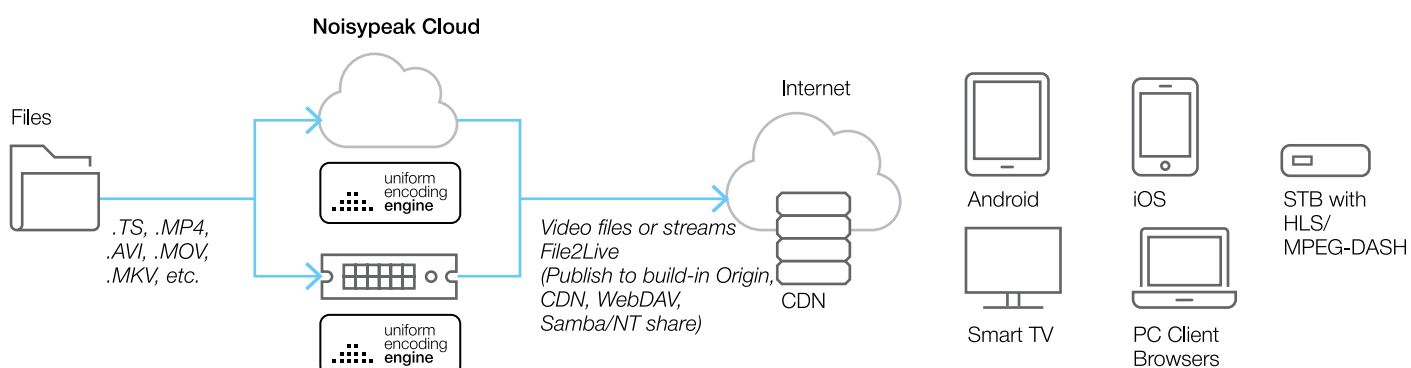 Noisypeak Cloud
Files
.TS, .MP4,
.AVI, .MOV,
.MKV, etc.
uniform
encoding
engine
uniform
encoding
engine
Video files or streams
File2Live
(Publish to build-in Origin,
CDN, WebDAV,
Samba/NT share)
Internet
CDN
Android
iOS
STB with
HLS/
MPEG-DASH
Smart TV
PC Client
Browsers